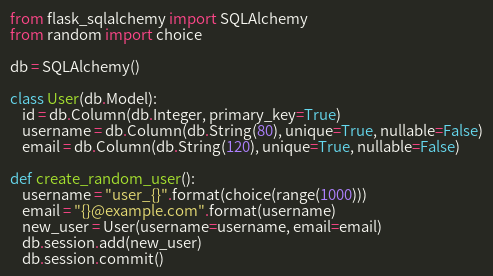 from flask_sqlalchemy import SQLAlchemy
from random import choice

db = SQLAlchemy()

class User(db.Model):
    id = db.Column(db.Integer, primary_key=True)
    username = db.Column(db.String(80), unique=True, nullable=False)
    email = db.Column(db.String(120), unique=True, nullable=False)

def create_random_user():
    username = "user_{}".format(choice(range(1000)))
    email = "{}@example.com".format(username)
    new_user = User(username=username, email=email)
    db.session.add(new_user)
    db.session.commit()